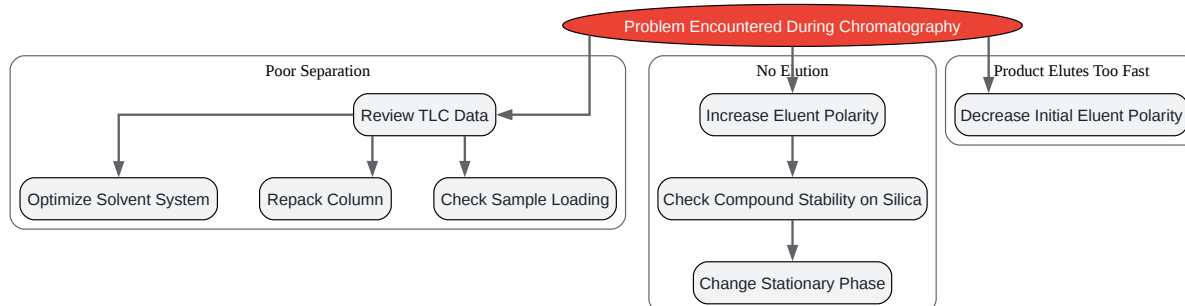 Problem Encountered During Chromatography
Poor Separation
No Elution
Product Elutes Too Fast
Review TLC Data
Increase Eluent Polarity
Decrease Initial Eluent Polarity
Optimize Solvent System
Repack Column
Check Sample Loading
Check Compound Stability on Silica
Change Stationary Phase